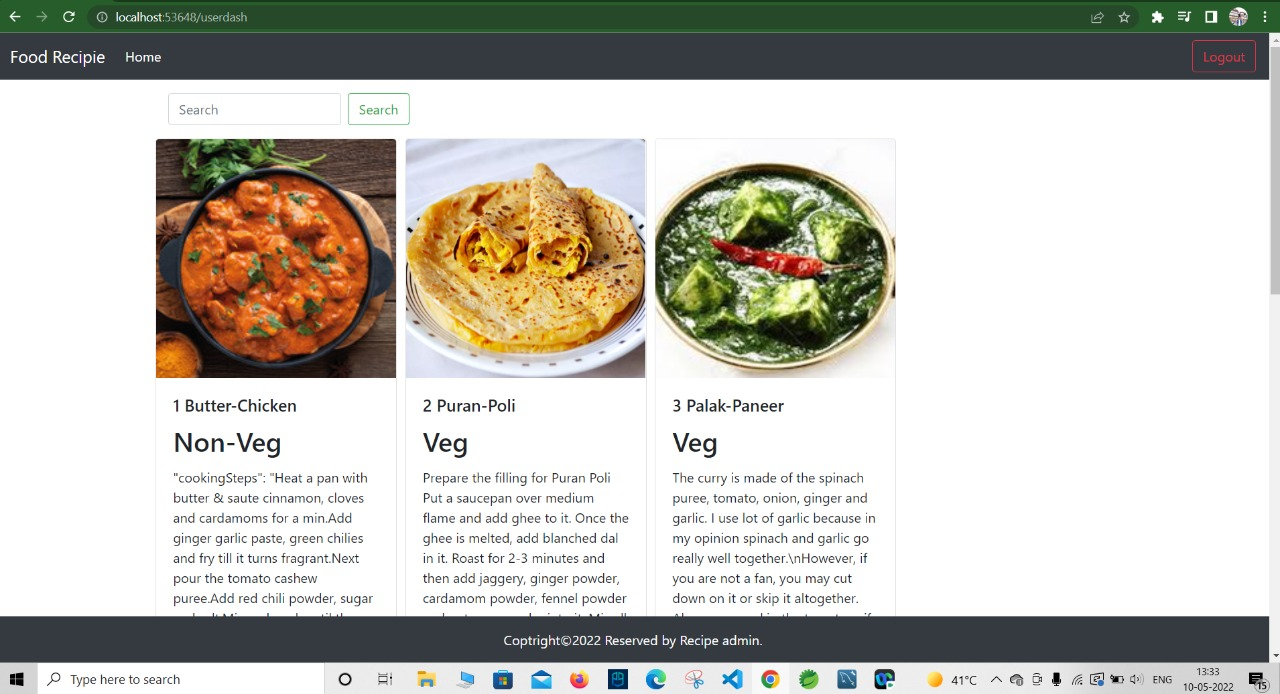 localhost:53648/userdash
Food Recipie Home Logout
Search Search
1 Butter-Chicken
Non-Veg
"cookingSteps": "Heat a pan with
butter & saute cinnamon, cloves
and cardamoms for a min.Add
ginger garlic paste, green chilies
and fry till it turns fragrant.Next
pour the tomato cashew
puree.Add red chili powder, sugar
2 Puran-Poli
Veg
Prepare the filling for Puran Poli
Put a saucepan over medium
flame and add ghee to it. Once the
ghee is melted, add blanched dal
in it. Roast for 2-3 minutes and
then add jaggery, ginger powder,
cardamom powder, fennel powder
3 Palak-Paneer
Veg
The curry is made of the spinach
puree, tomato, onion, ginger and
garlic. I use lot of garlic because in
my opinion spinach and garlic go
really well together.\nHowever, if
you are not a fan, you may cut
down on it or skip it altogether.
Coptright©2022 Reserved by Recipe admin.
Type here to search
41°C
ENG
13:33
10-05-2022
15